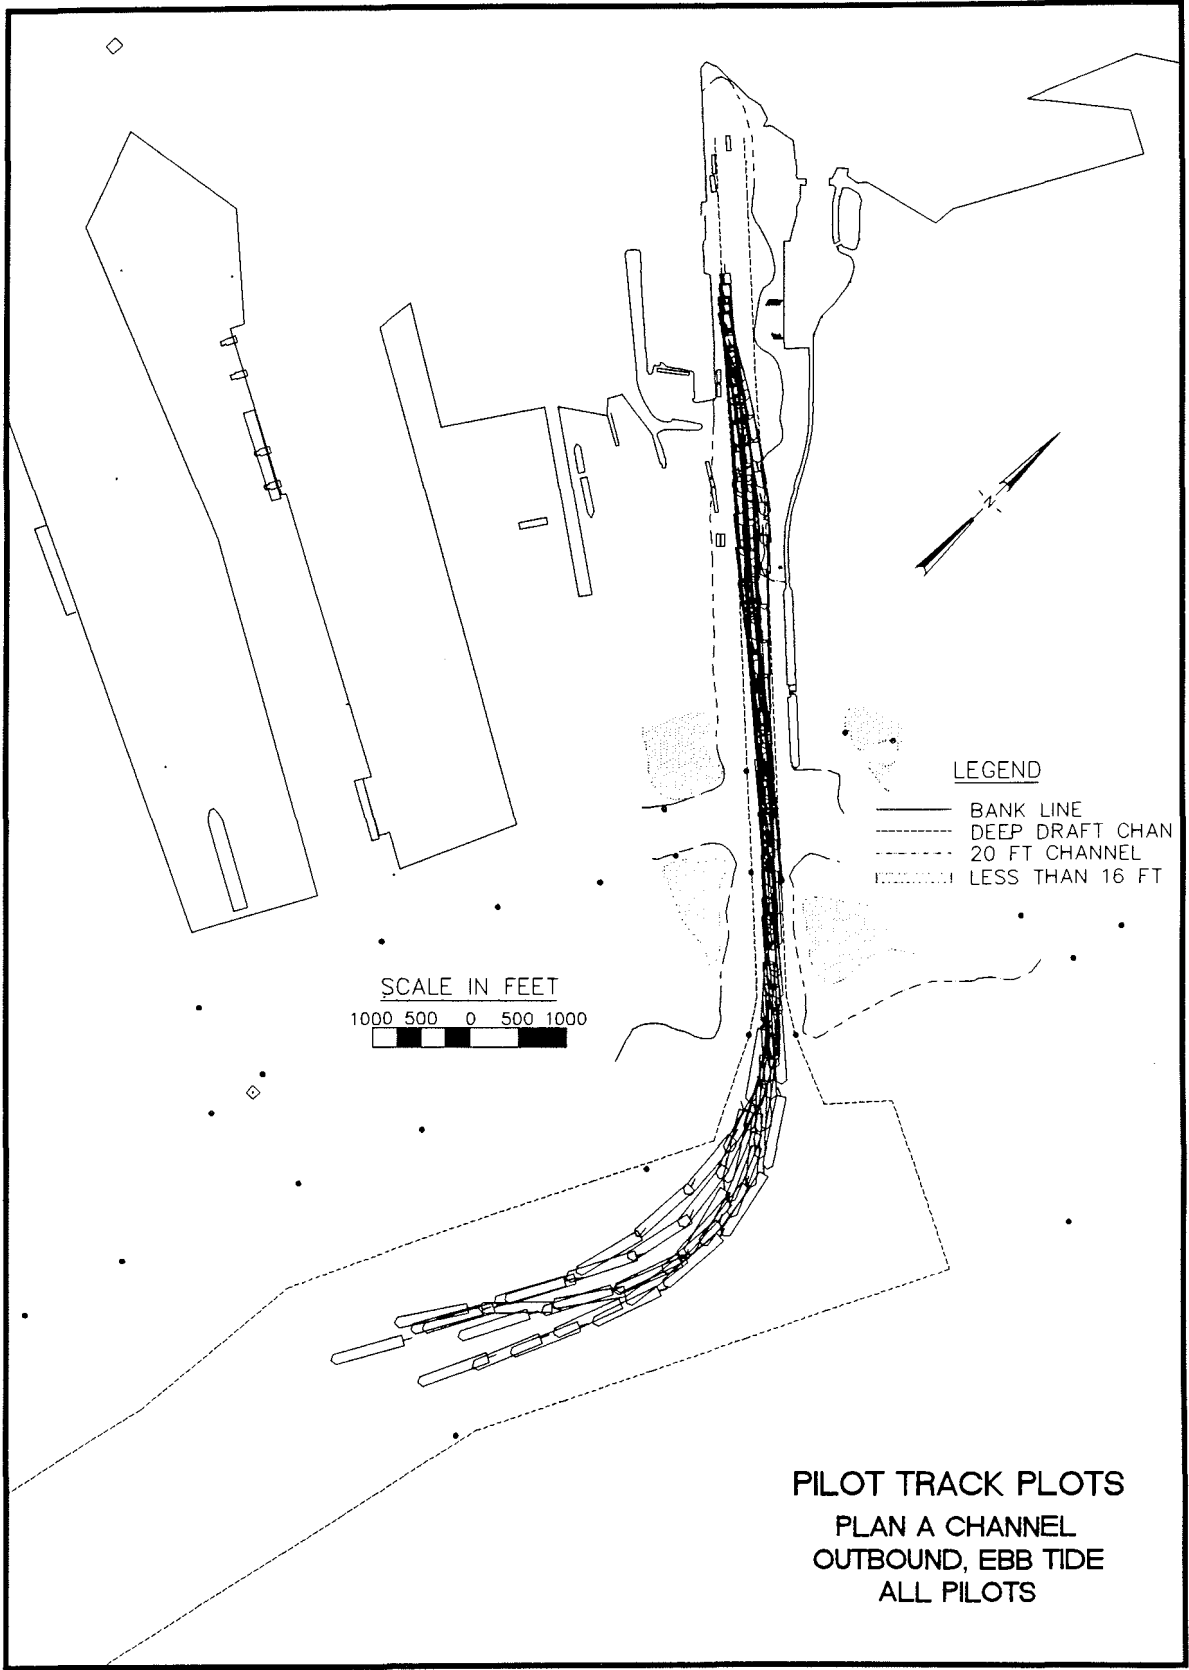 N
LEGEND
BANK LINE
DEEP DRAFT CHAN
20 FT CHANNEL
LESS THAN 16 FT
SCALE IN FEET
1000 500 0 500 1000
PILOT TRACK PLOTS
PLAN A CHANNEL
OUTBOUND, EBB TIDE
ALL PILOTS